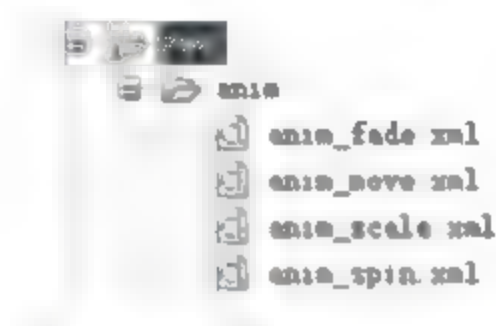 anim
anim_fade xml
anim_move xml
anim_scale xml
anim_spin. xml